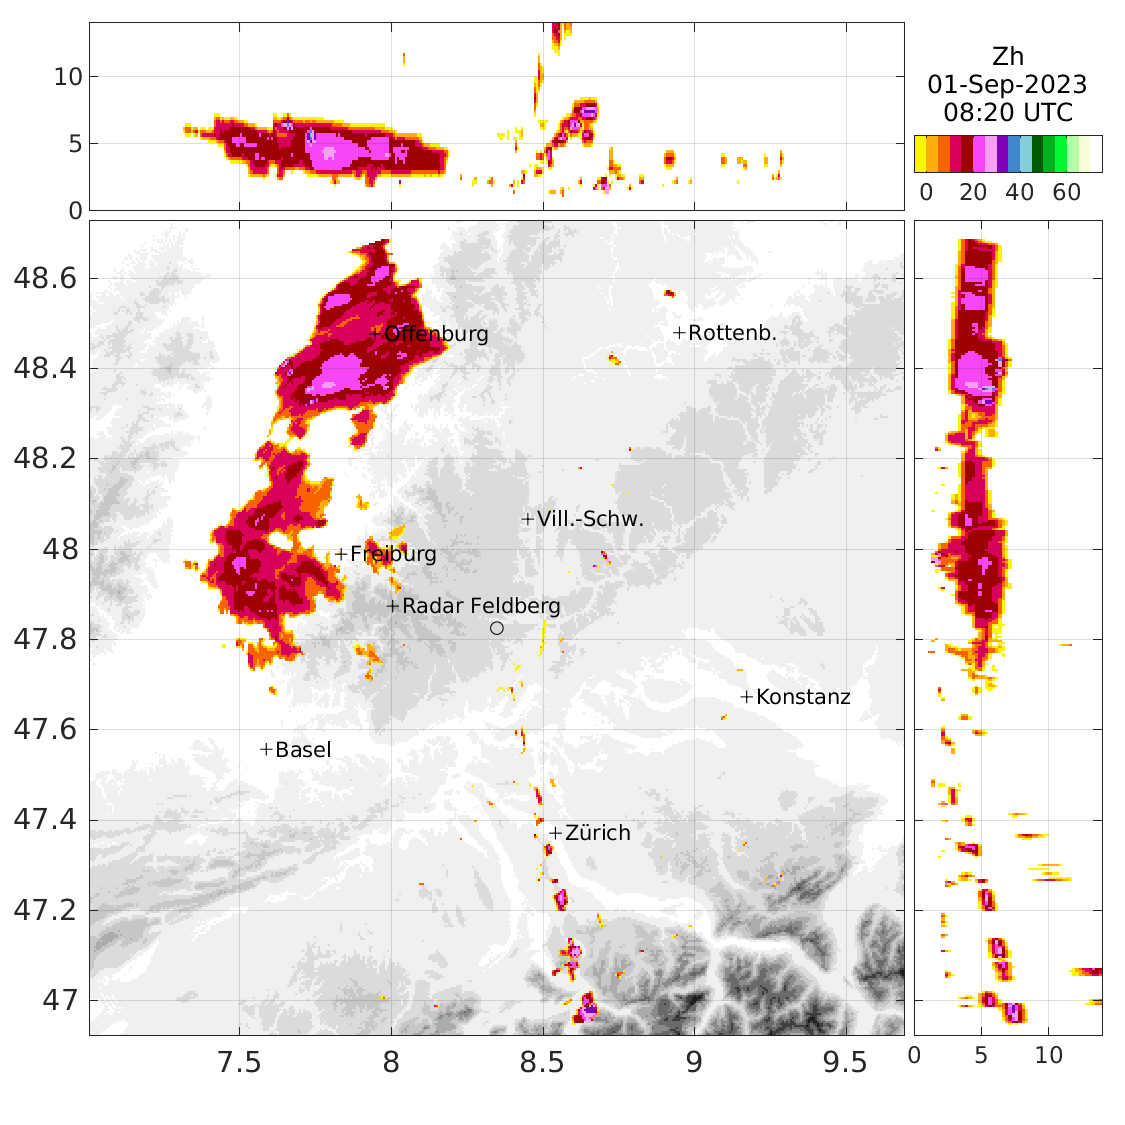 10
5
0
Zh
01-Sep-2023
08:20 UTC
0 20 40 60
48.6
48.4
48.2
48
47.8
47.6
47.4
47.2
47
Offenburg
Rottenb.
Vill.-Schw.
Freiburg
Radar Feldberg
Konstanz
Basel
Zürich
7.5 8 8.5 9 9.5
0 5 10